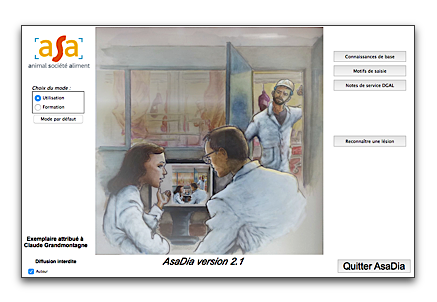 asa
animal société aliment
Choix du mode :
Utilisation
Formation
Mode par défaut
Connaissances de base
Motifs de saisie
Notes de service DGAL
Reconnaître une lésion
Exemplaire attribué à
Claude Grandmontagne
Diffusion interdite
Autour
AsaDia version 2.1
Quitter AsaDia